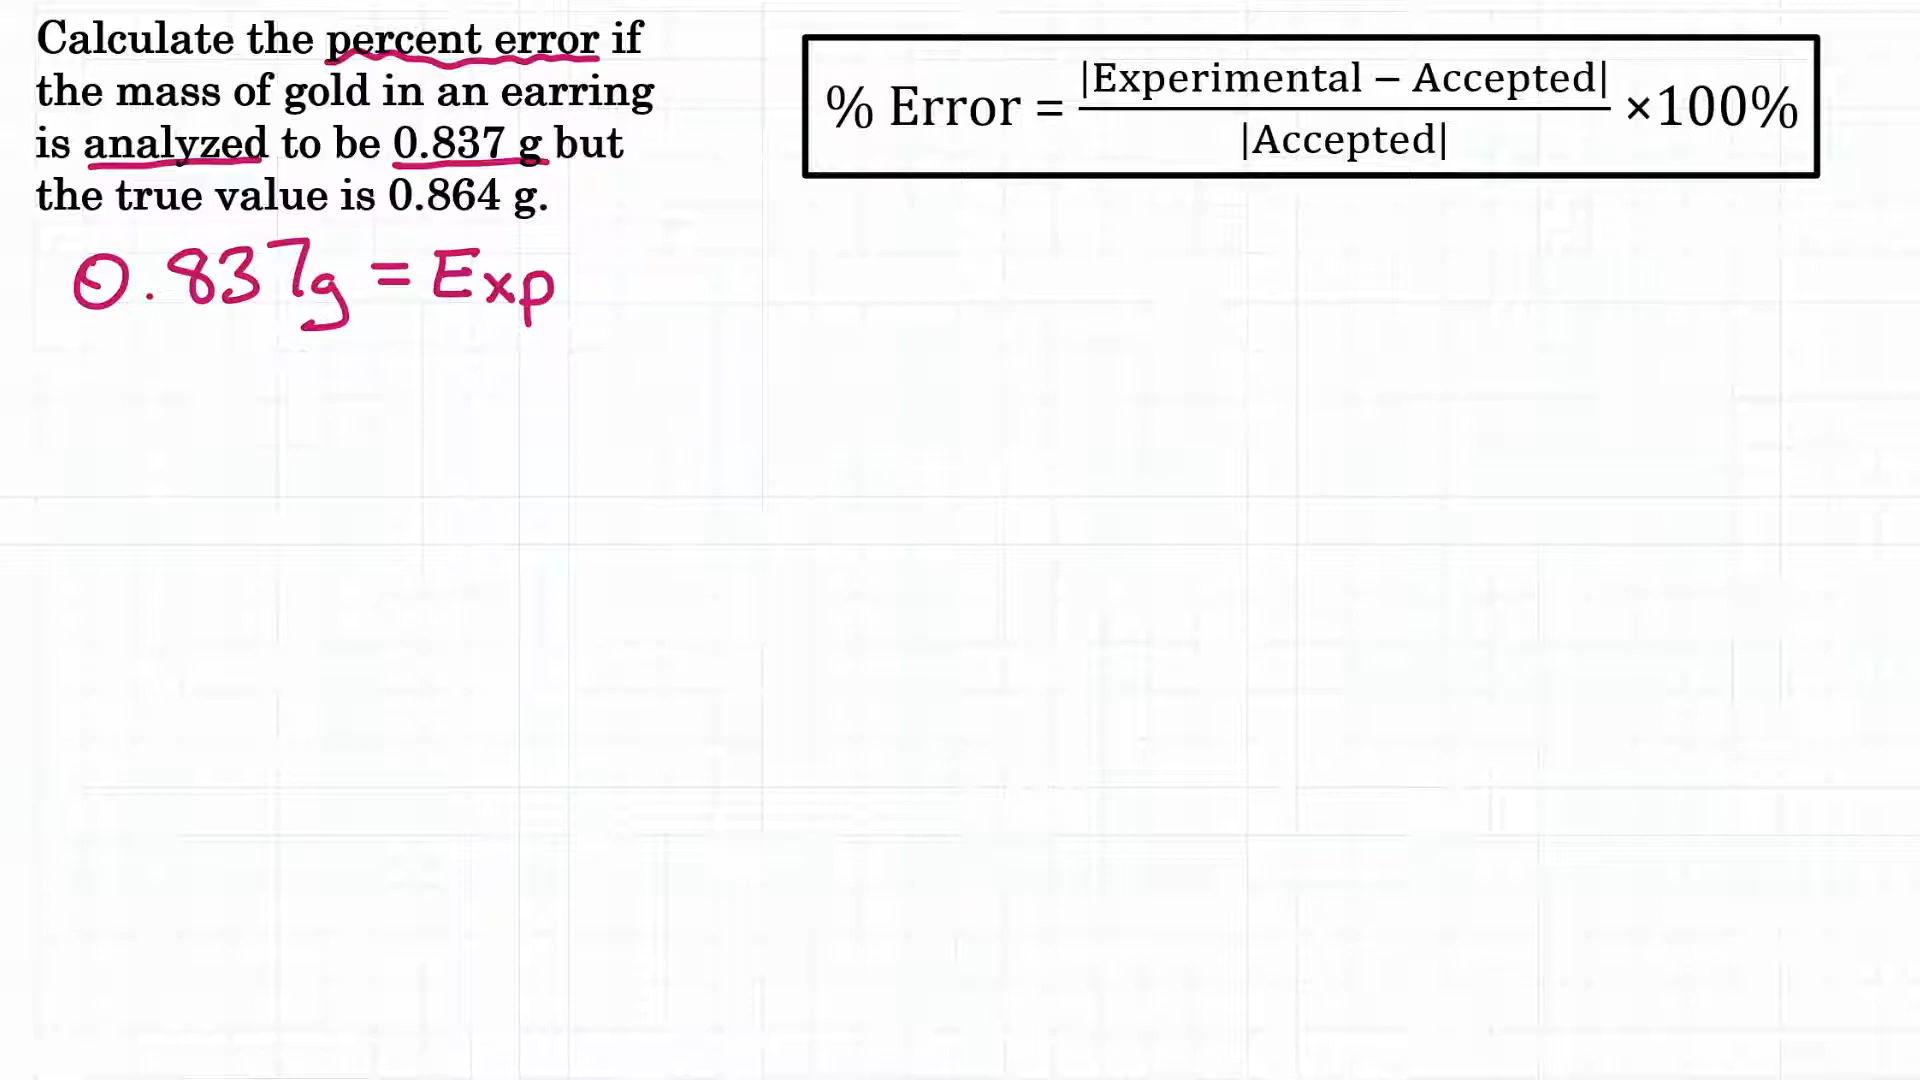 Calculate the percent error if
the mass of gold in an earring
is analyzed to be 0.837 g but
the true value is 0.864 g.
0.837g = Exp
% Error = |Experimental − Accepted| / |Accepted| ×100%